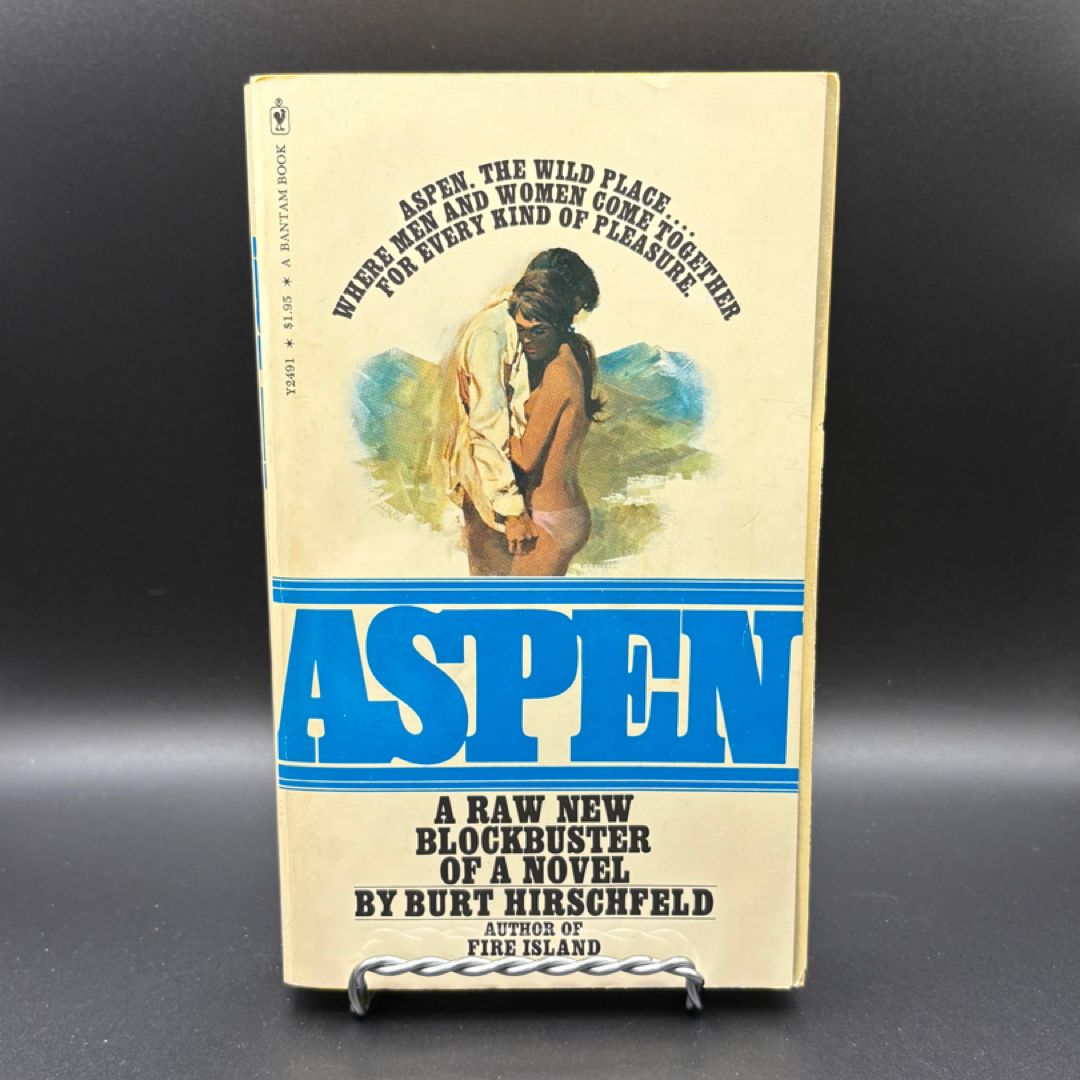 Y2491 * $1.95 * A BANTAM BOOK
ASPEN. THE WILD PLACE....
WHERE MEN AND WOMEN COME TOGETHER
FOR EVERY KIND OF PLEASURE.
ASPEN
A RAW NEW
BLOCKBUSTER
OF A NOVEL
BY BURT HIRSCHFELD
AUTHOR OF
FIRE ISLAND